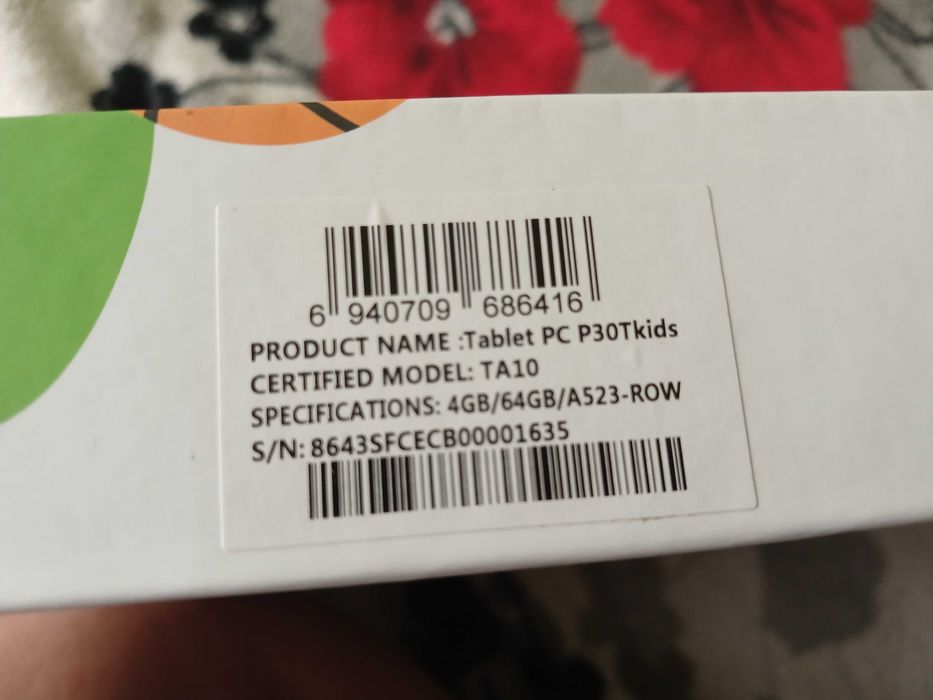 6 940709 686416
PRODUCT NAME :Tablet PC P30Tkids
CERTIFIED MODEL: TA10
SPECIFICATIONS: 4GB/64GB/A523-ROW
S/N: 8643SFCECB00001635